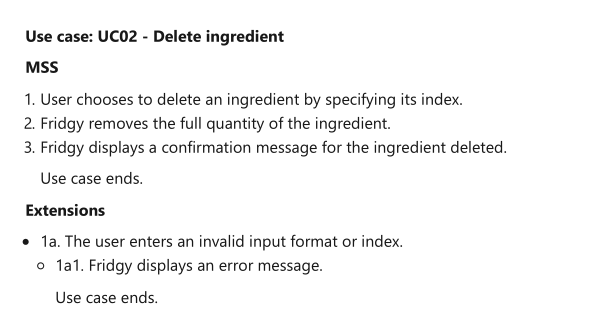 Use case: UC02 - Delete ingredient
MSS
1. User chooses to delete an ingredient by specifying its index.
2. Fridgy removes the full quantity of the ingredient.
3. Fridgy displays a confirmation message for the ingredient deleted.
Use case ends.
Extensions
• 1a. The user enters an invalid input format or index.
◦ 1a1. Fridgy displays an error message.
Use case ends.